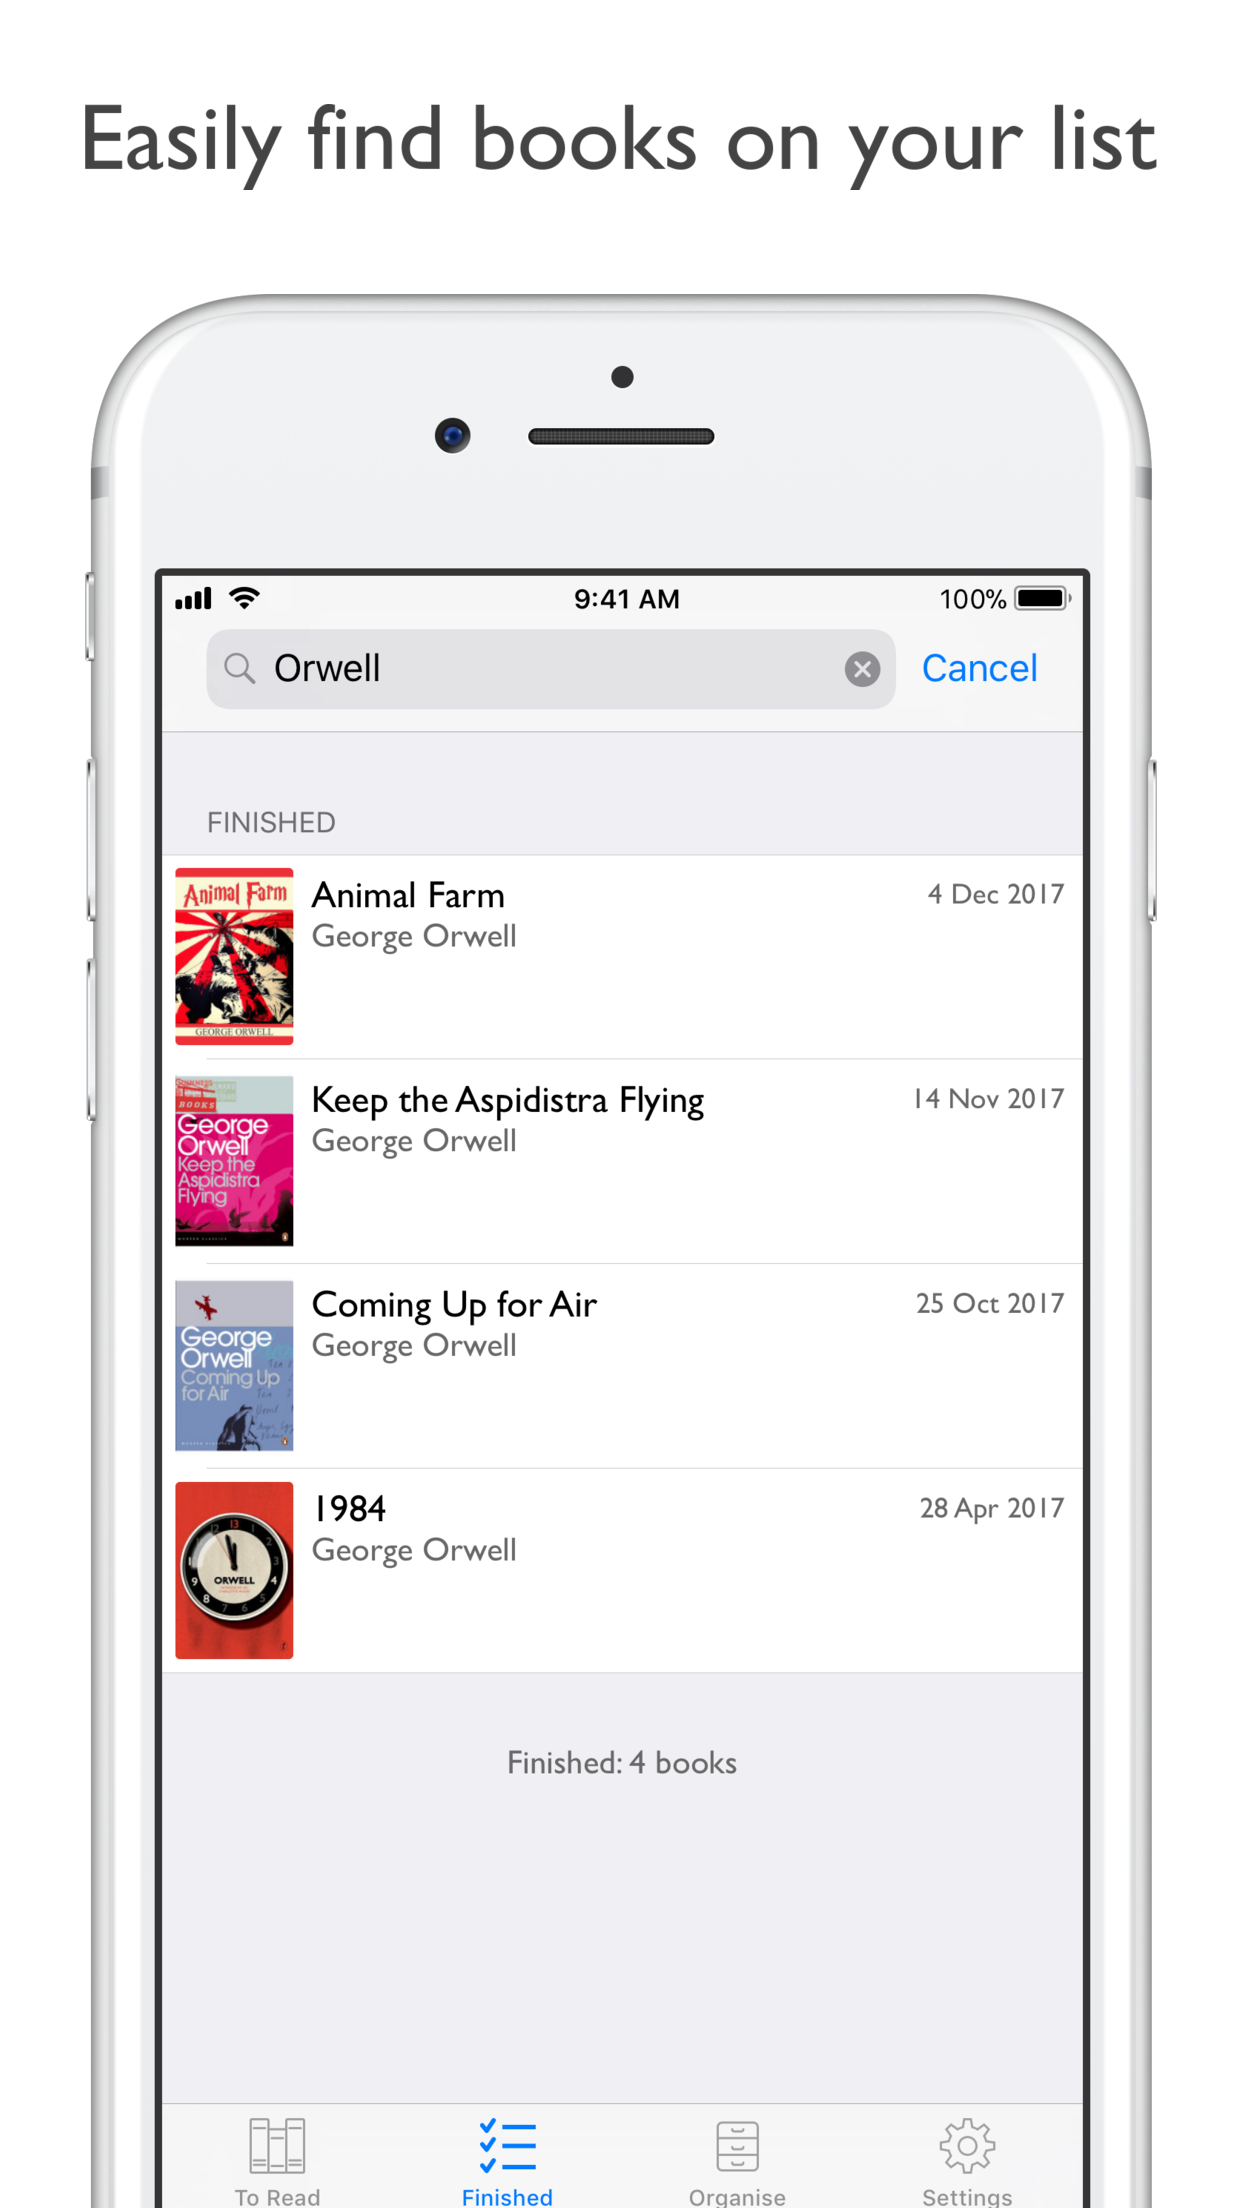 Easily find books on your list
9:41 AM
100%
Orwell
Cancel
FINISHED
Animal Farm
GEORGE ORWELL
Animal Farm
4 Dec 2017
George Orwell
BOOKS
George
Orwell
Keep the
Aspidistra
Flying
Keep the Aspidistra Flying
14 Nov 2017
George Orwell
George
Orwell
Coming Up
for Air
Coming Up for Air
25 Oct 2017
George Orwell
ORWELL
1984
28 Apr 2017
George Orwell
Finished: 4 books
To Read
Finished
Organise
Settings